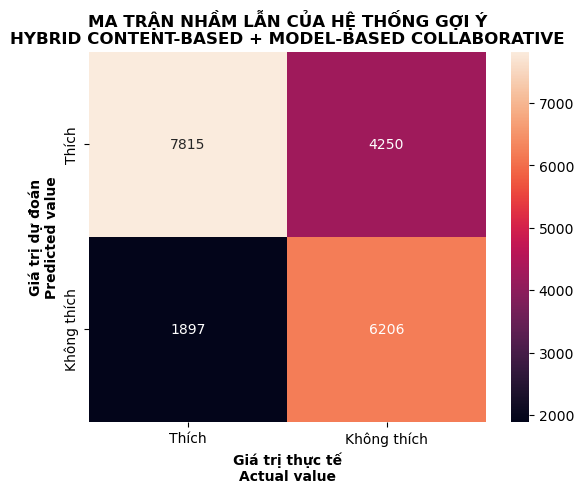 MA TRẬN NHẦM LẪN CỦA HỆ THỐNG GỢI Ý
HYBRID CONTENT-BASED + MODEL-BASED COLLABORATIVE
Giá trị dự đoán
Predicted value
Thích
Không thích
7815
4250
1897
6206
Thích
Không thích
Giá trị thực tế
Actual value
7000
6000
5000
4000
3000
2000